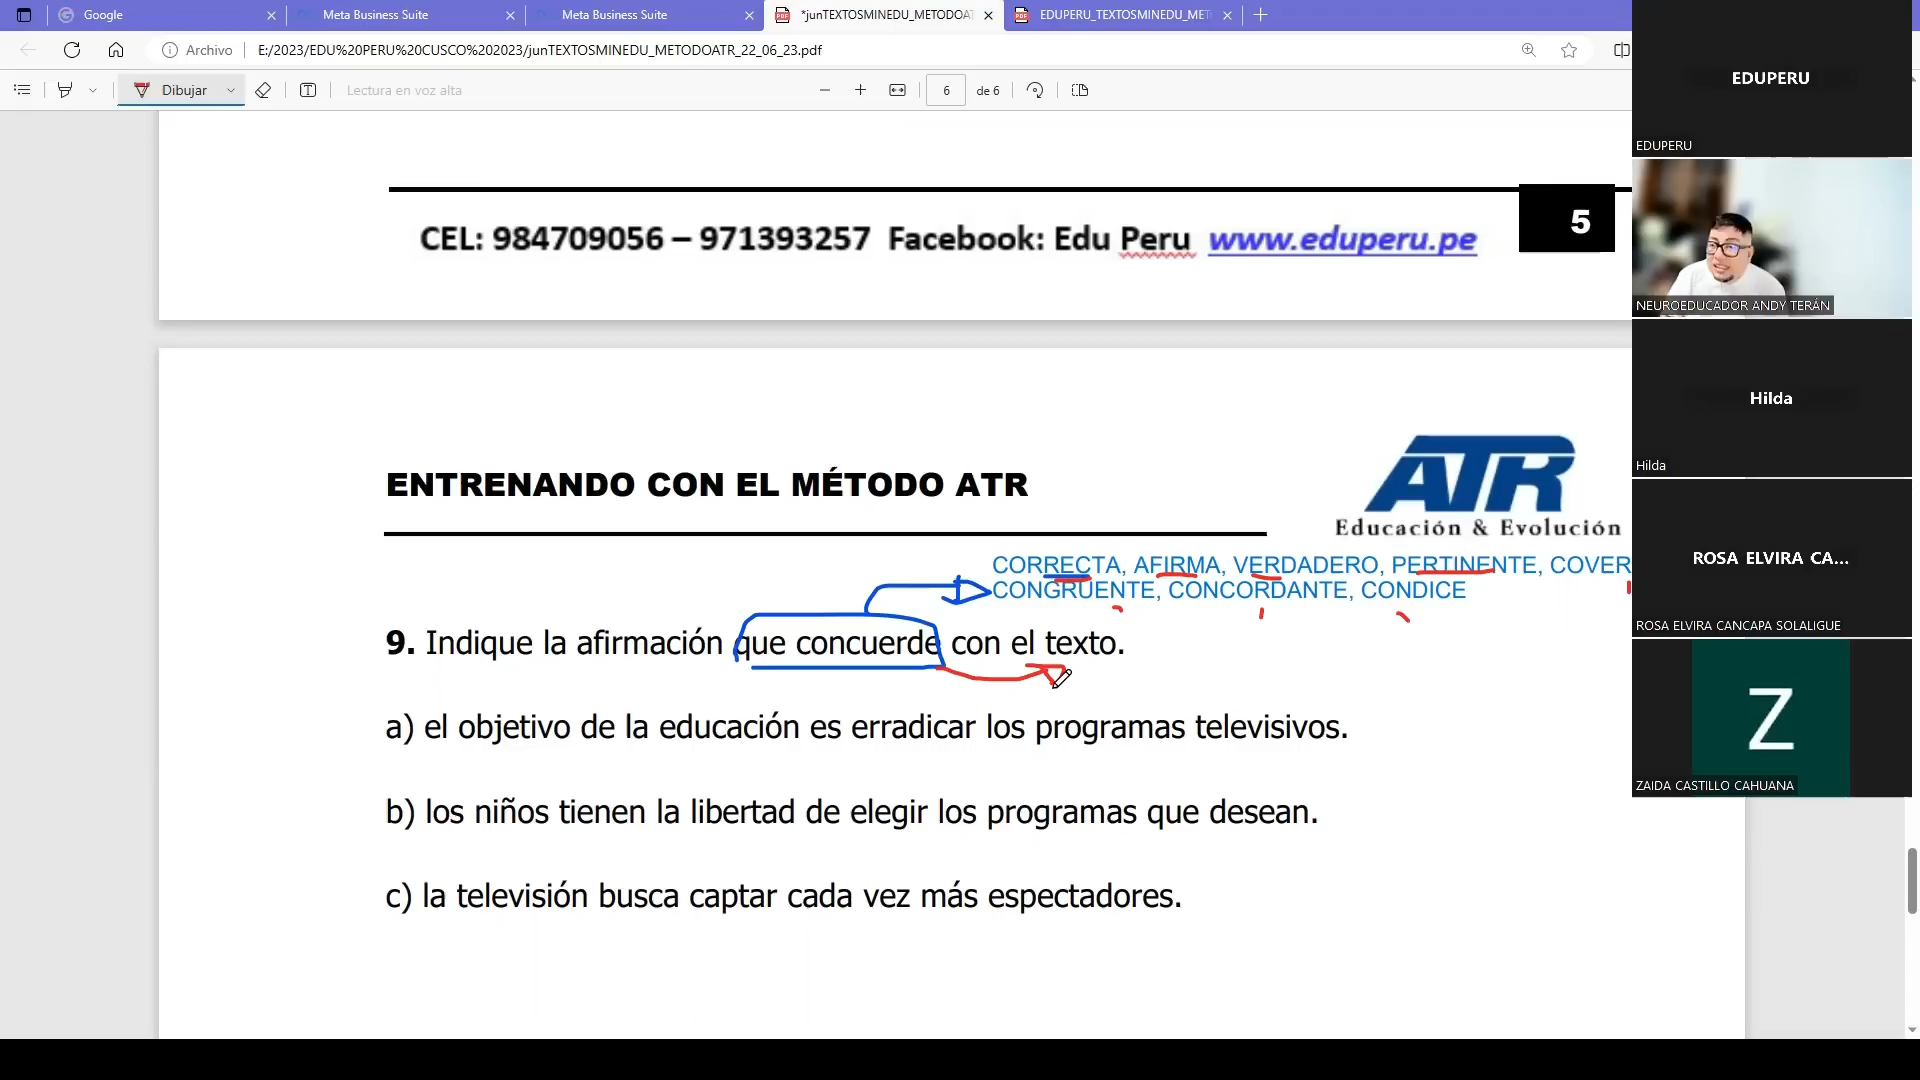 Google
Meta Business Suite
Meta Business Suite
*junTEXTOSMINEDU_METODOAT
EDUPERU_TEXTOSMINEDU_MET
Archivo
E:/2023/EDU%20PERU%20CUSCO%202023/junTEXTOSMINEDU_METODOATR_22_06_23.pdf
Dibujar
Lectura en voz alta
6
de 6
5
CEL: 984709056 – 971393257 Facebook: Edu Peru www.eduperu.pe
ENTRENANDO CON EL MÉTODO ATR
ATR
Educación & Evolución
CORRECTA, AFIRMA, VERDADERO, PERTINENTE, COVER
CONGRUENTE, CONCORDANTE, CONDICE
9. Indique la afirmación que concuerde con el texto.
a) el objetivo de la educación es erradicar los programas televisivos.
b) los niños tienen la libertad de elegir los programas que desean.
c) la televisión busca captar cada vez más espectadores.
EDUPERU
EDUPERU
NEUROEDUCADOR ANDY TERÁN
Hilda
Hilda
ROSA ELVIRA CA...
ROSA ELVIRA CANCAPA SOLALIGUE
Z
ZAIDA CASTILLO CAHUANA